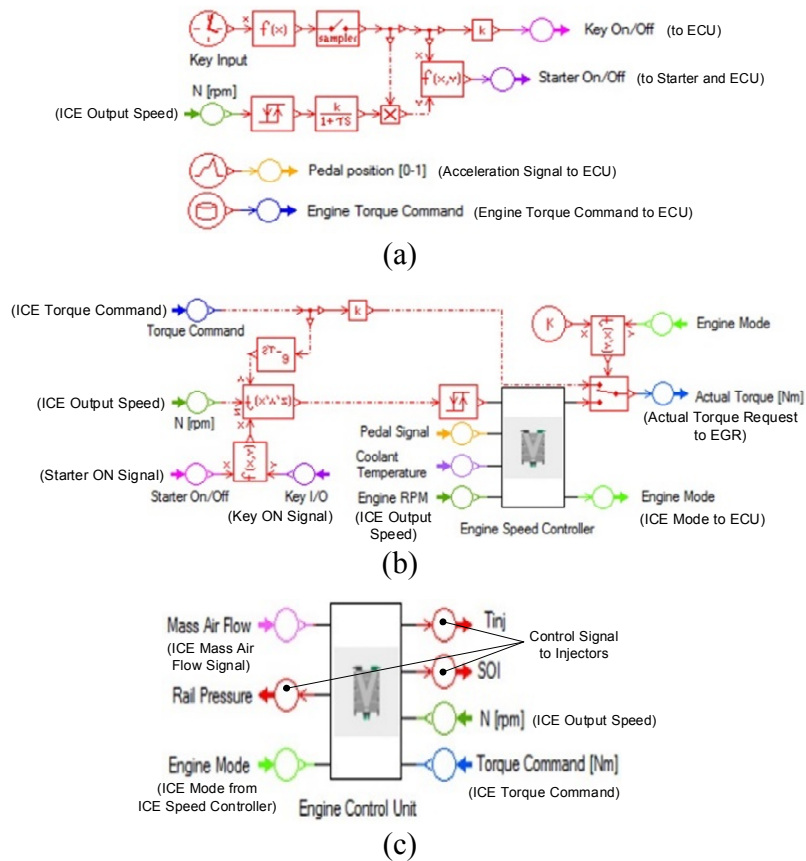 f(x)
sampler
k
Key On/Off (to ECU)
Key Input
X
Y
f(x,y)
Starter On/Off (to Starter and ECU)
N [rpm]
(ICE Output Speed)
k
1+TS
X
Pedal position [0-1] (Acceleration Signal to ECU)
Engine Torque Command (Engine Torque Command to ECU)
(a)
(ICE Torque Command)
Torque Command
k
K
X
Y
f(x,y)
Engine Mode
(ICE Output Speed)
N [rpm]
f(x,y,z)
Actual Torque [Nm]
(Actual Torque Request
to EGR)
Pedal Signal
Coolant
Temperature
(Starter ON Signal)
X
Y
f(x,y)
Starter On/Off
Key I/O
(Key ON Signal)
Engine RPM
(ICE Output
Speed)
Engine Speed Controller
Engine Mode
(ICE Mode to ECU)
(b)
Mass Air Flow
(ICE Mass Air
Flow Signal)
Tinj
Control Signal
to Injectors
SOI
Rail Pressure
N [rpm] (ICE Output Speed)
Engine Mode
(ICE Mode from
ICE Speed Controller)
Torque Command [Nm]
(ICE Torque Command)
Engine Control Unit
(c)